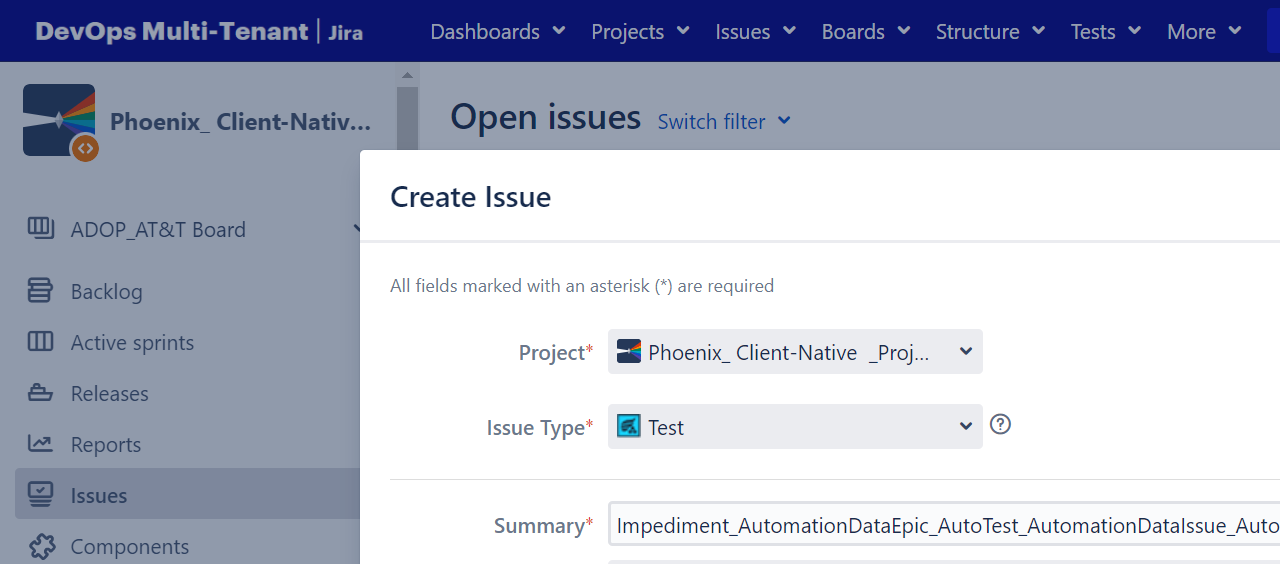 DevOps Multi-Tenant | Jira Dashboards Projects Issues Boards Structure Tests More
Phoenix_ Client-Nativ...
Open issues Switch filter
Create Issue
ADOP_AT&T Board
All fields marked with an asterisk (*) are required
Backlog
Active sprints
Project* Phoenix_ Client-Native _Proj...
Releases
Issue Type* Test
Reports
Issues
Summary* Impediment_AutomationDataEpic_AutoTest_AutomationDataIssue_Auto
Components